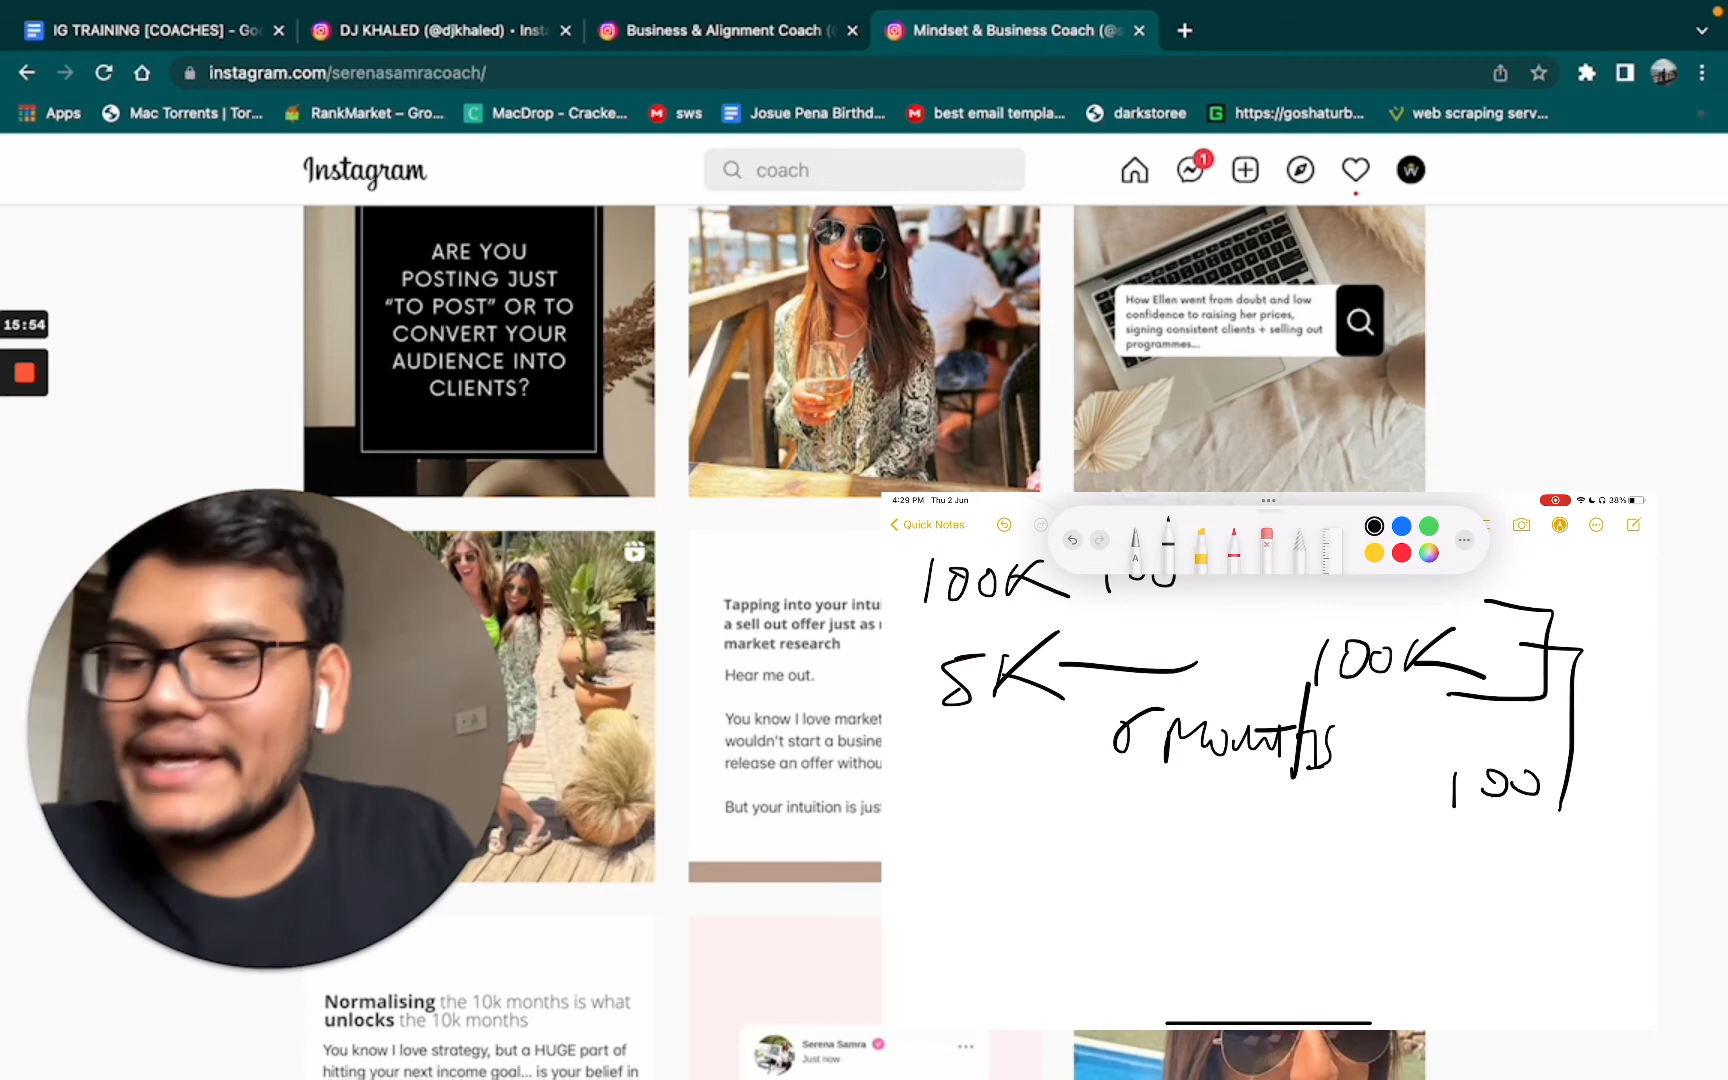 IG TRAINING [COACHES] - Go
DJ KHALED (@djkhaled) • Inst
Business & Alignment Coach (
Mindset & Business Coach (@s
instagram.com/serenasamracoach/
Apps
Mac Torrents | Tor...
RankMarket – Gro...
MacDrop - Cracke...
sws
Josue Pena Birthd...
best email templa...
darkstoree
https://goshaturb...
web scraping serv...
Instagram
coach
1
ARE YOU
POSTING JUST
"TO POST" OR TO
CONVERT YOUR
AUDIENCE INTO
CLIENTS?
How Ellen went from doubt and low
confidence to raising her prices,
signing consistent clients + selling out
programmes...
15:54
4:29 PM Thu 2 Jun
38%
Quick Notes
A
100K 100
5K 100K
6 months
100
Tapping into your intu
a sell out offer just as
market research
Hear me out.
You know I love market
wouldn't start a busine
release an offer withou
But your intuition is jus
Normalising the 10k months is what
unlocks the 10k months
You know I love strategy, but a HUGE part of
hitting your next income goal... is your belief in
Serena Samra
Just now